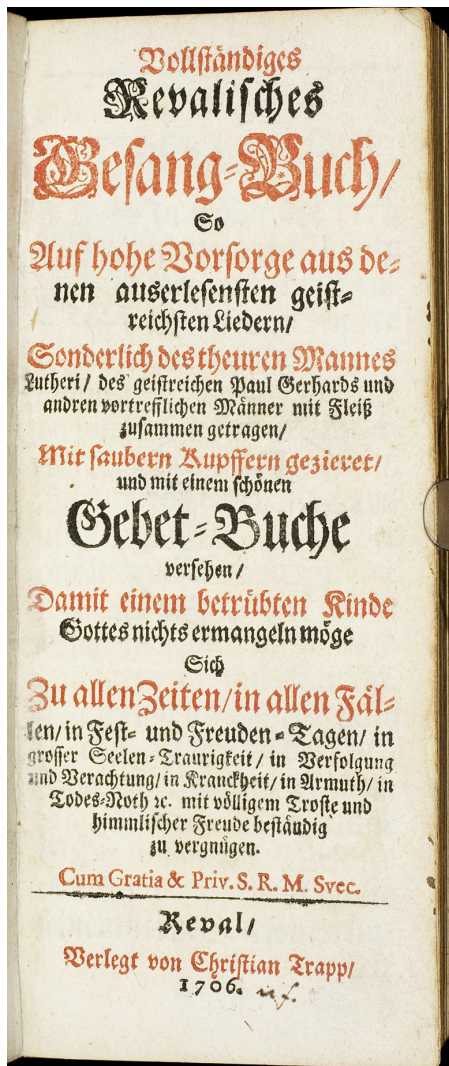 Vollständiges
Revalisches
Gesang-Buch/
So
Auf hohe Vorsorge aus de-
nen auserlesensten geist-
reichsten Liedern/
Sonderlich des theuren Mannes
Lutheri/ des geistreichen Paul Gerhards und
andren vortrefflichen Männer mit Fleiß
zusammen getragen/
Mit saubern Kupffern gezieret/
und mit einem schönen
Gebet-Buche
versehen/
Damit einem betrübten Kinde
Gottes nichts ermangeln möge
Sich
Zu allen Zeiten/ in allen Fäl-
len/ in Fest- und Freuden-Tagen/ in
grosser Seelen-Traurigkeit/ in Verfolgung
und Verachtung/ in Kranckheit/ in Armuth/ in
Todes-Noth ꝛc. mit völligem Troste und
himmlischer Freude beständig
zu vergnügen.
Cum Gratia & Priv. S. R. M. Svec.
Reval/
Verlegt von Christian Trapp/
1706.